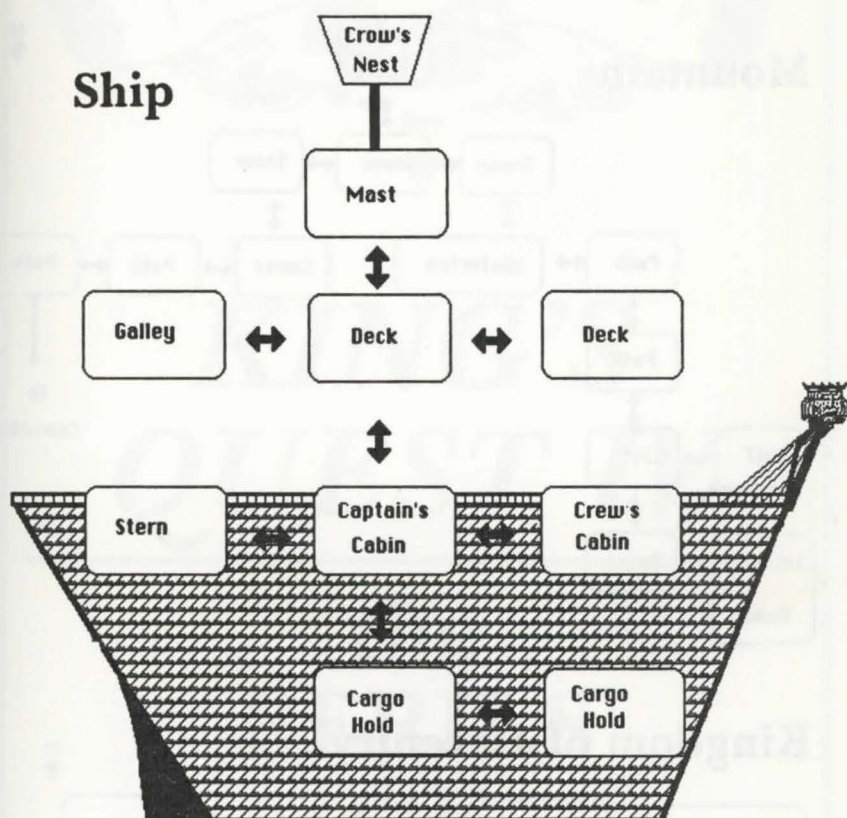 Crow's
Nest
Ship
Mast
Galley
Deck
Deck
Stern
Captain's
Cabin
Crew's
Cabin
Cargo
Hold
Cargo
Hold